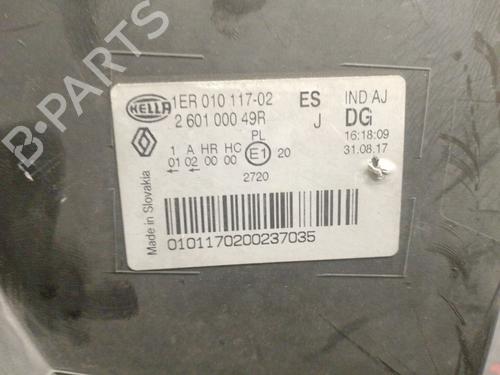 B-PARTS
HELLA
1ER 010 117-02 ES IND AJ
2 601 000 49R J DG
16:18:09
1 A HR HC PL E1 20 31.08.17
01 02 00 00
2720
Made in Slovakia
0101170200237035